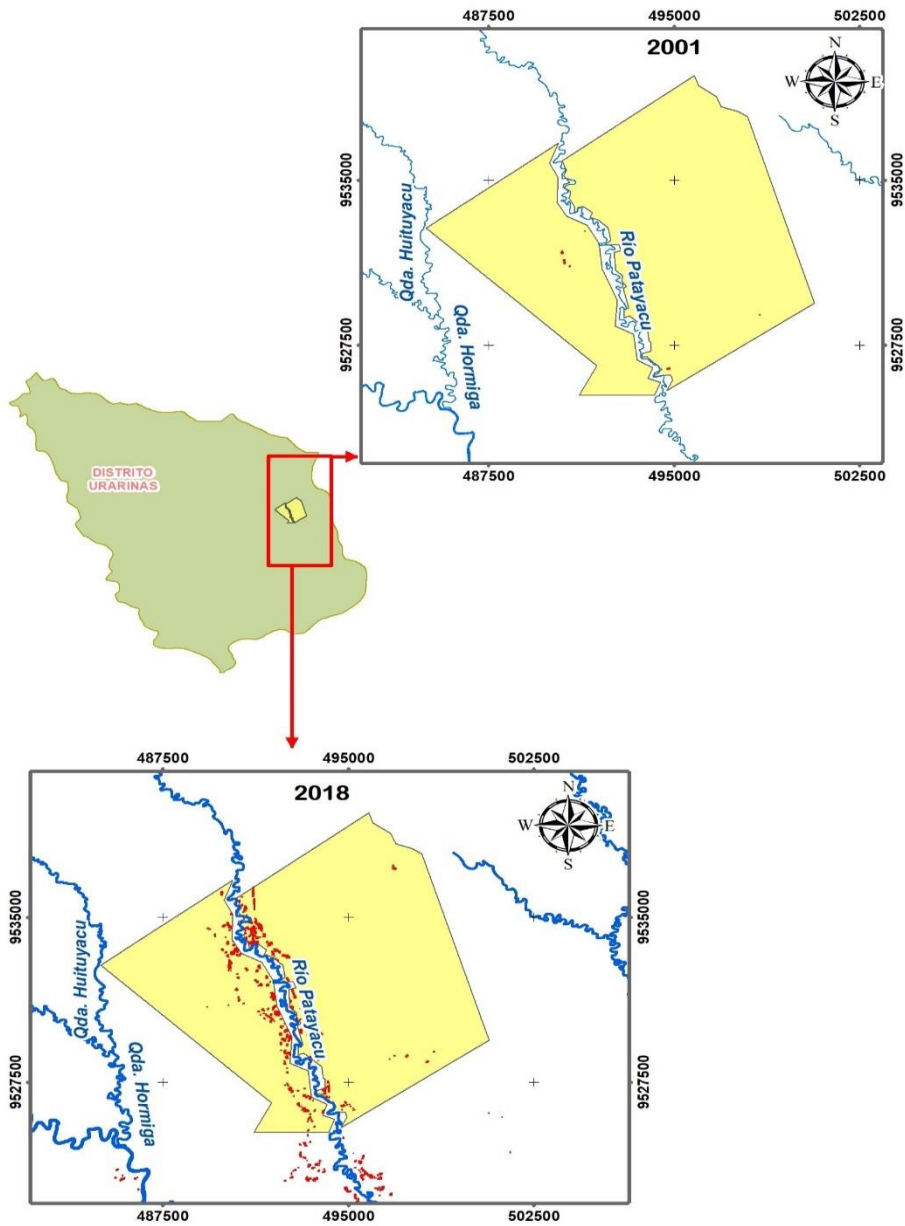 487500 495000 502500
2001
N
W E
S
9535000
9527500
Qda. Huituyacu
Qda. Hormiga
Río Patayacu
487500 495000 502500
DISTRITO
URARINAS
487500 495000 502500
2018
N
W E
S
9535000
9535000
9527500
9527500
Qda. Huituyacu
Qda. Hormiga
Río Patayacu
487500 495000 502500